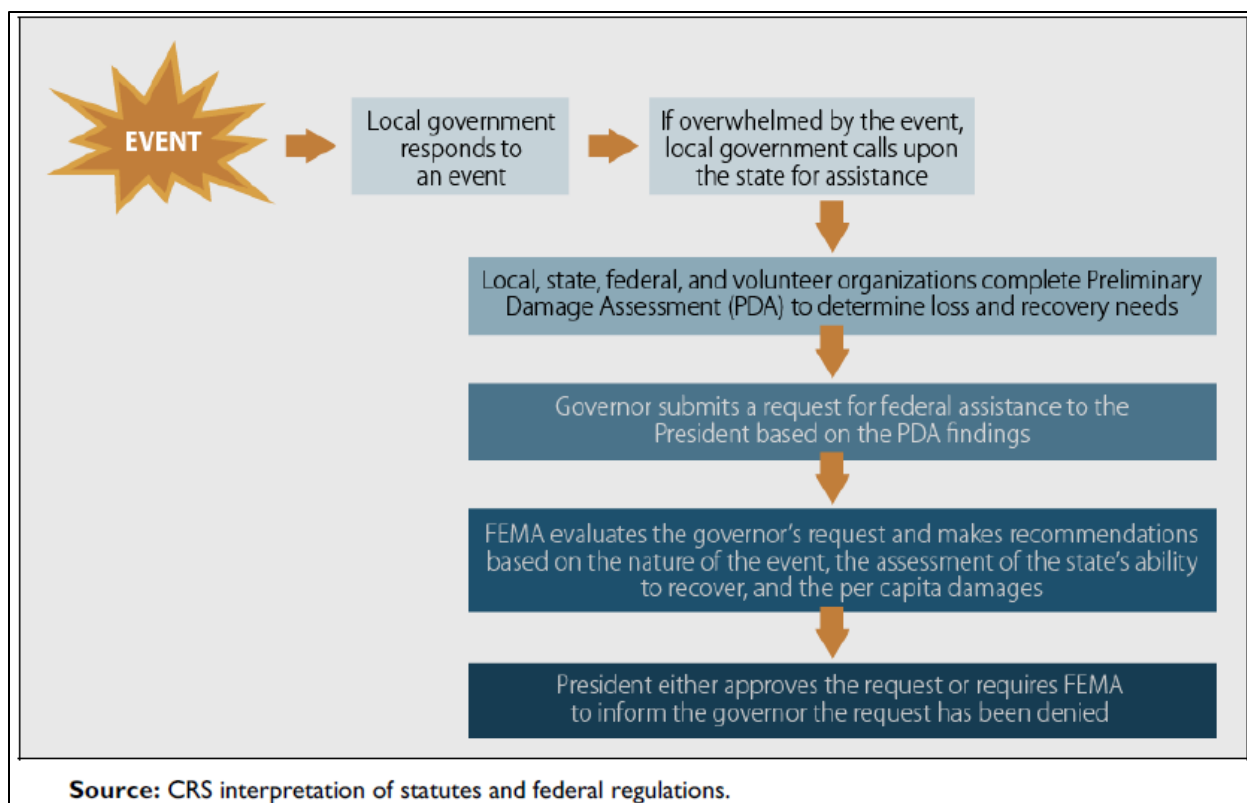 EVENT
Local government
responds to
an event
If overwhelmed by the event,
local government calls upon
the state for assistance
Local, state, federal, and volunteer organizations complete Preliminary
Damage Assessment (PDA) to determine loss and recovery needs
Governor submits a request for federal assistance to the
President based on the PDA findings
FEMA evaluates the governor's request and makes recommendations
based on the nature of the event, the assessment of the state's ability
to recover, and the per capita damages
President either approves the request or requires FEMA
to inform the governor the request has been denied
Source: CRS interpretation of statutes and federal regulations.